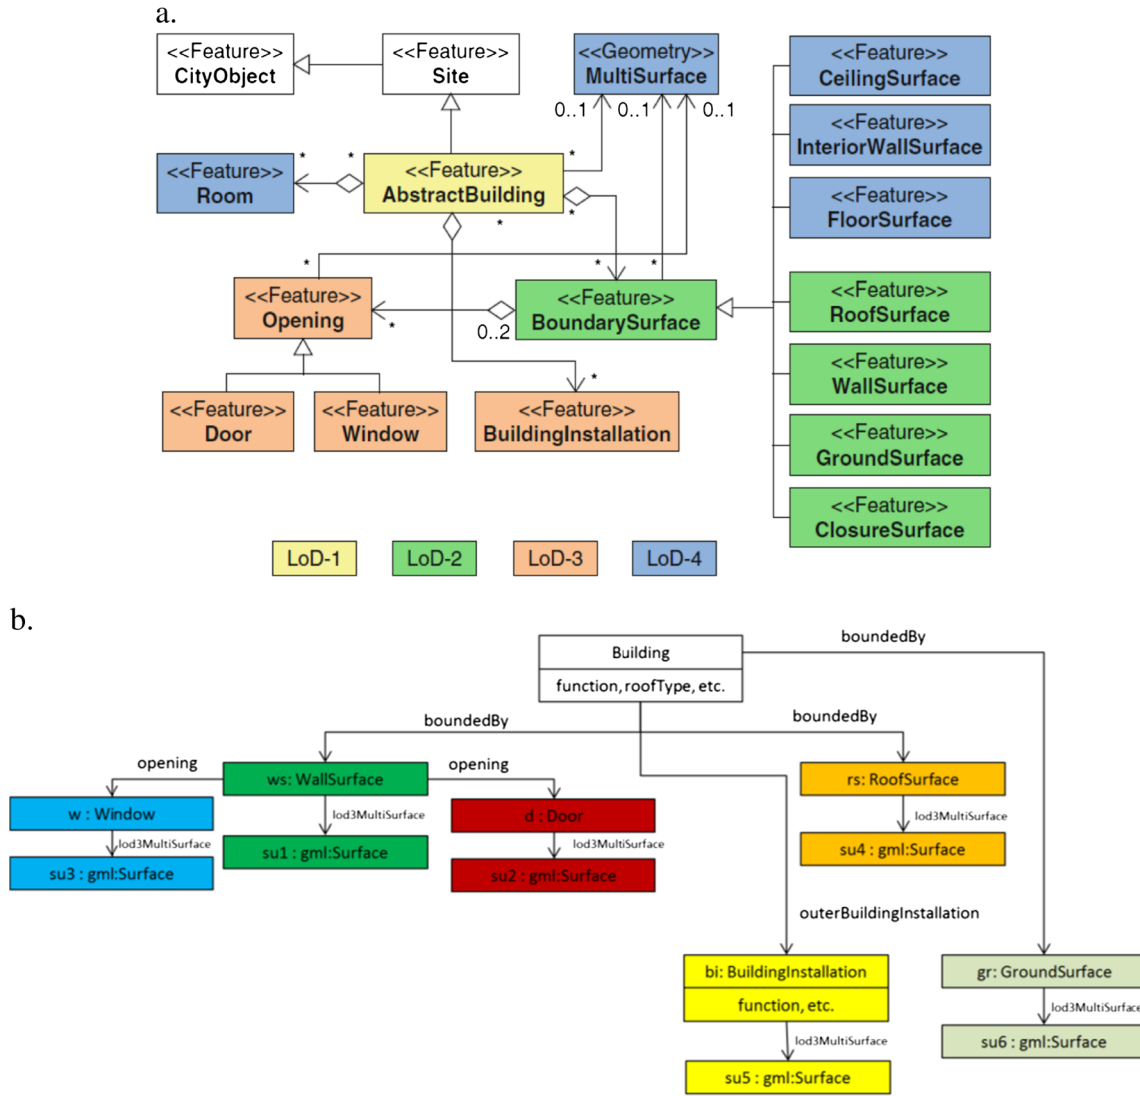 a.
<<Feature>>
CityObject
<<Feature>>
Site
<<Geometry>>
MultiSurface
<<Feature>>
CeilingSurface
0..1
0..1
0..1
<<Feature>>
InteriorWallSurface
*
*
*
<<Feature>>
Room
<<Feature>>
AbstractBuilding
*
*
<<Feature>>
FloorSurface
*
*
*
<<Feature>>
Opening
*
0..2
<<Feature>>
BoundarySurface
<<Feature>>
RoofSurface
<<Feature>>
WallSurface
*
<<Feature>>
Door
<<Feature>>
Window
<<Feature>>
BuildingInstallation
<<Feature>>
GroundSurface
<<Feature>>
ClosureSurface
LoD-1
LoD-2
LoD-3
LoD-4
b.
Building
function, roofType, etc.
boundedBy
boundedBy
boundedBy
opening
opening
ws: WallSurface
rs: RoofSurface
w : Window
lod3MultiSurface
d : Door
lod3MultiSurface
lod3MultiSurface
su1 : gml:Surface
lod3MultiSurface
su4 : gml:Surface
su3 : gml:Surface
su2 : gml:Surface
outerBuildingInstallation
bi: BuildingInstallation
function, etc.
gr: GroundSurface
lod3MultiSurface
lod3MultiSurface
su6 : gml:Surface
su5 : gml:Surface